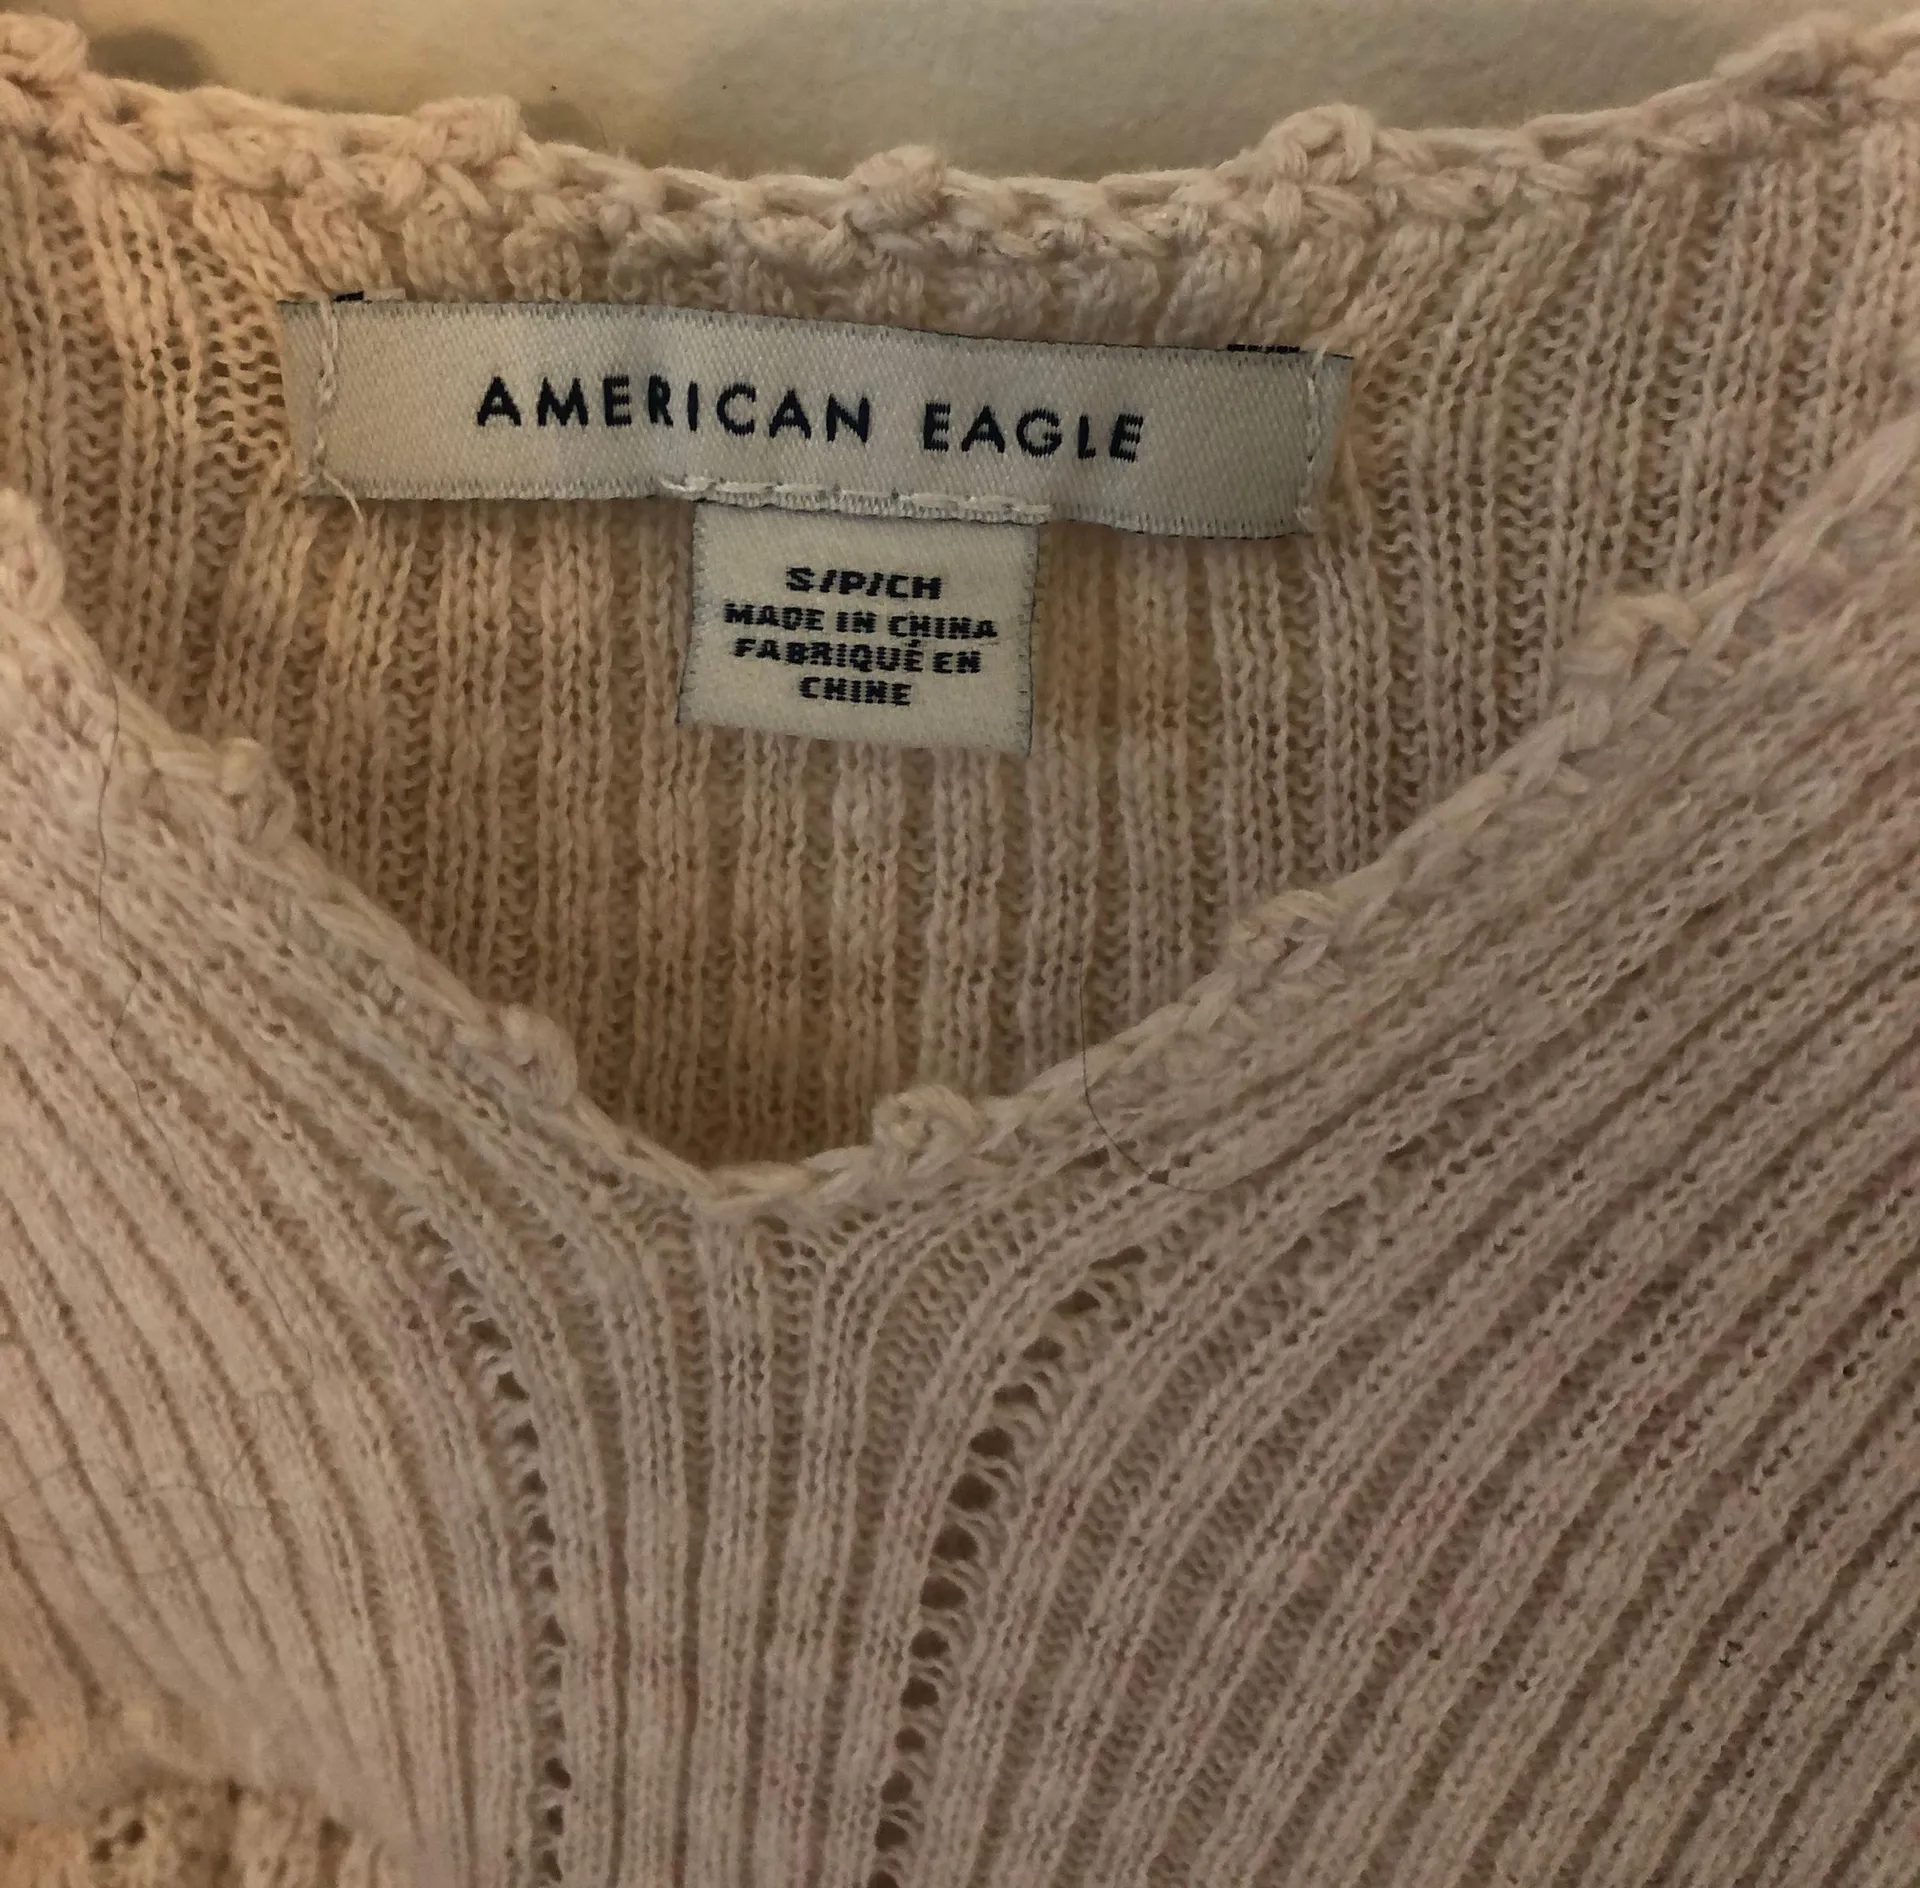 AMERICAN EAGLE
S/P/CH
MADE IN CHINA
FABRIQUÉ EN
CHINE